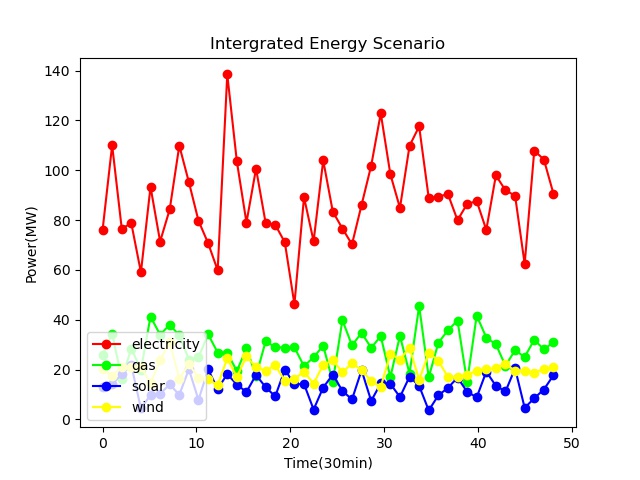 Intergrated Energy Scenario
Power(MW)
140
120
100
80
60
40
20
0
electricity
gas
solar
wind
0 10 20 30 40 50
Time(30min)